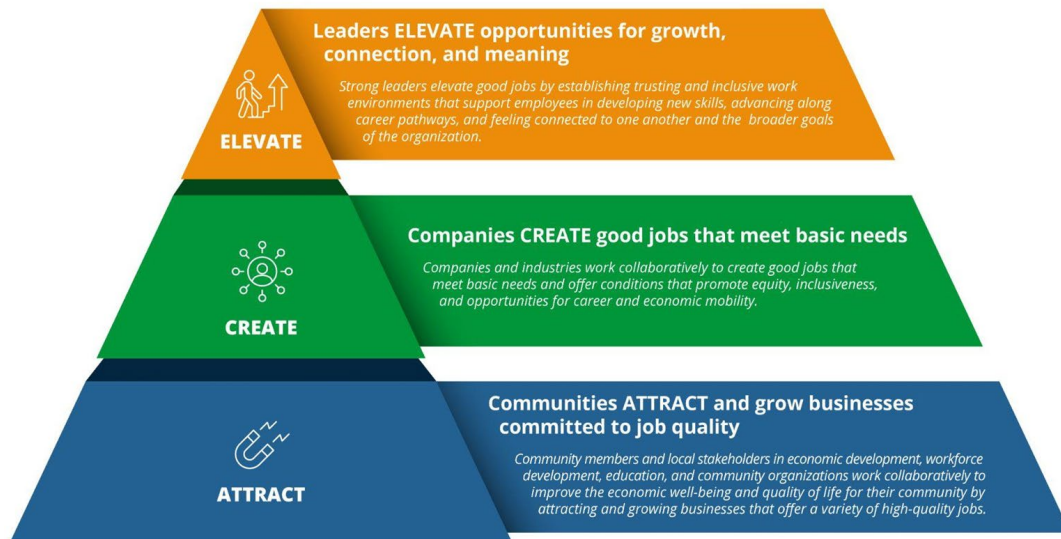 Leaders ELEVATE opportunities for growth,
connection, and meaning
Strong leaders elevate good jobs by establishing trusting and inclusive work
environments that support employees in developing new skills, advancing along
career pathways, and feeling connected to one another and the broader goals
of the organization.
ELEVATE
Companies CREATE good jobs that meet basic needs
Companies and industries work collaboratively to create good jobs that
meet basic needs and offer conditions that promote equity, inclusiveness,
and opportunities for career and economic mobility.
CREATE
Communities ATTRACT and grow businesses
committed to job quality
Community members and local stakeholders in economic development, workforce
development, education, and community organizations work collaboratively to
improve the economic well-being and quality of life for their community by
attracting and growing businesses that offer a variety of high-quality jobs.
ATTRACT